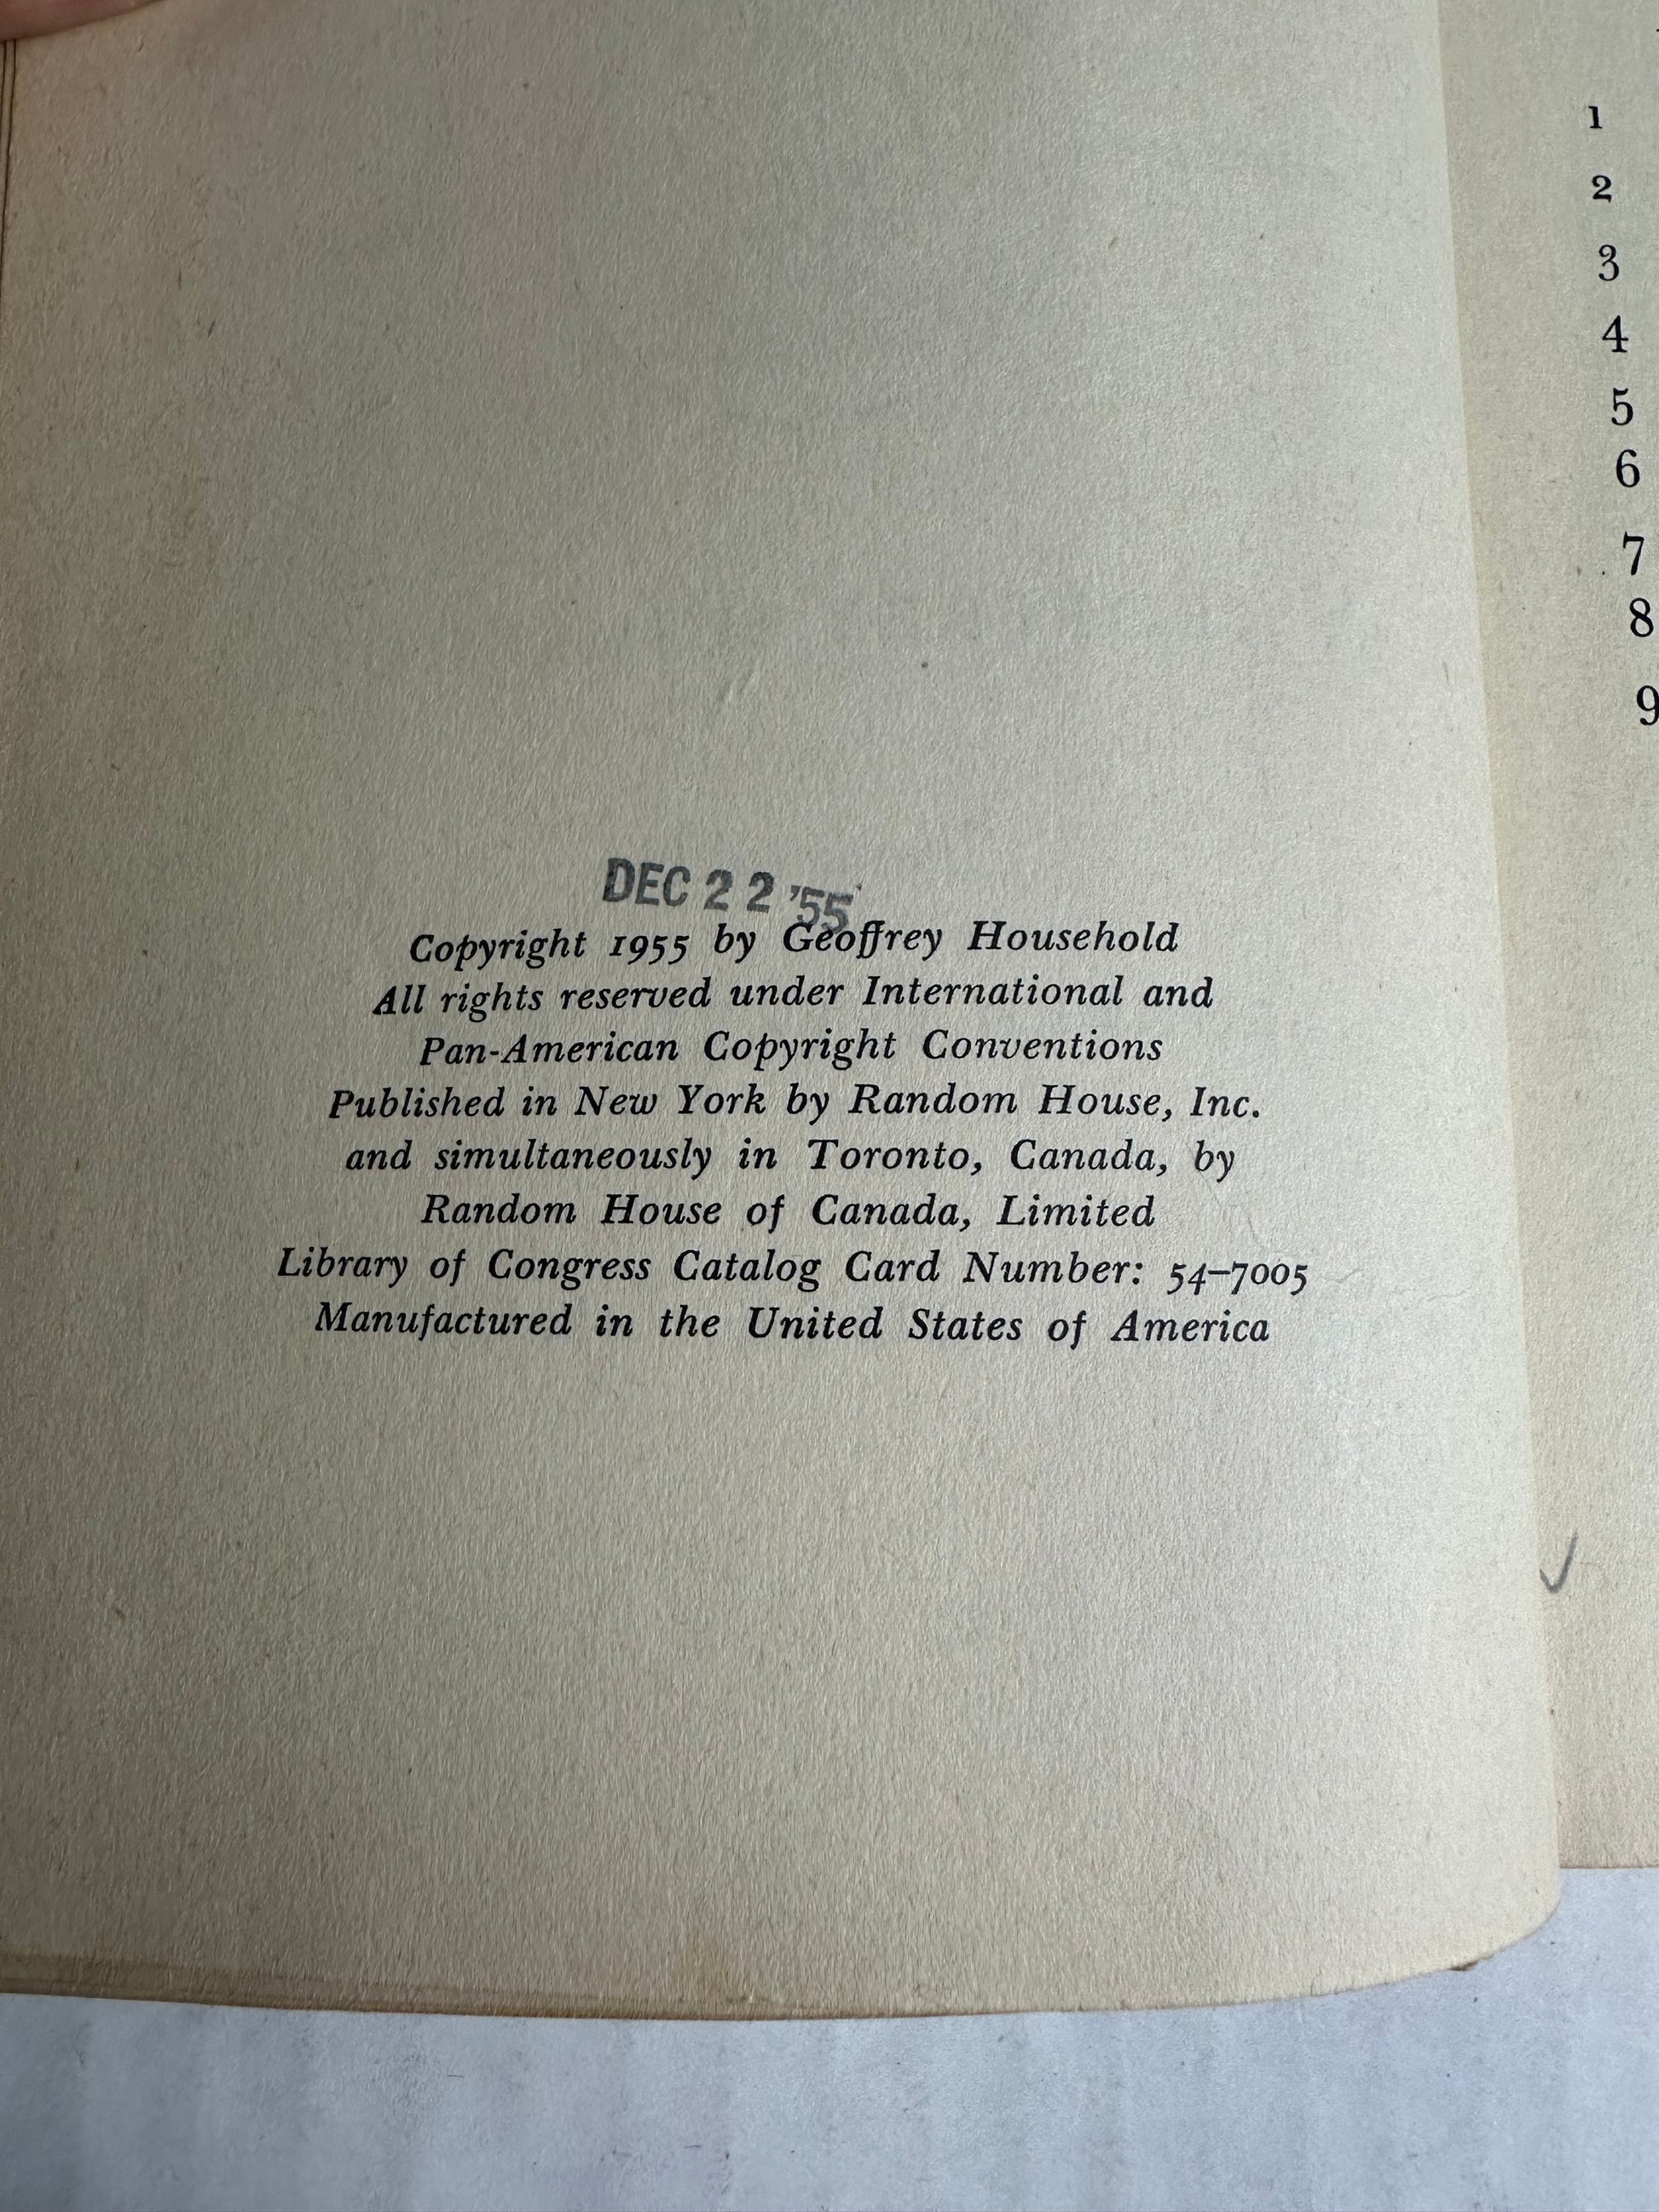 DEC 22 '55
Copyright 1955 by Geoffrey Household
All rights reserved under International and
Pan-American Copyright Conventions
Published in New York by Random House, Inc.
and simultaneously in Toronto, Canada, by
Random House of Canada, Limited
Library of Congress Catalog Card Number: 54–7005
Manufactured in the United States of America
1
2
3
4
5
6
7
8
9